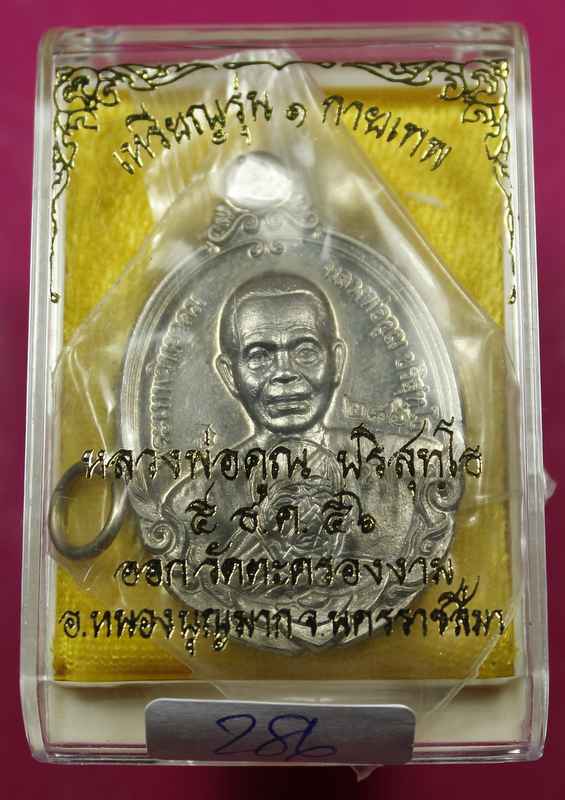 เหรียญรุ่น ๑ กายเทพ
หลวงพ่อคูณ ปริสุทฺโธ
๕ ธ.ค. ๕๖
ออกวัดตะครองงาม
อ.หนองบุญมาก จ.นครราชสีมา
286